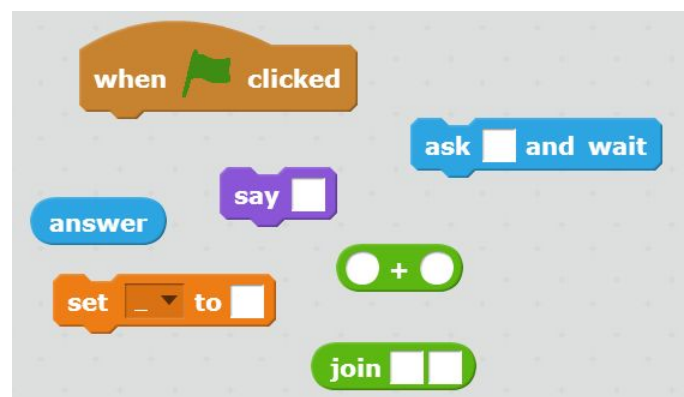 when clicked
ask and wait
say
answer
+
set _ to
join